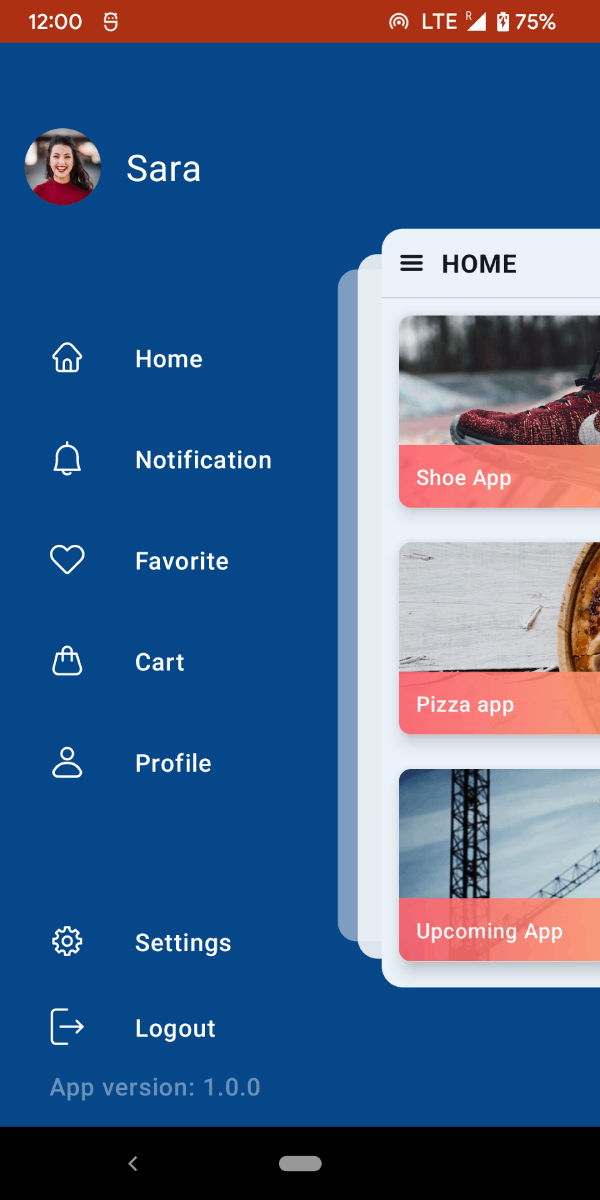 12:00 LTE R 75%
Sara
HOME
Home
Notification
Favorite
Cart
Profile
Settings
Logout
App version: 1.0.0
Shoe App
Pizza app
Upcoming App